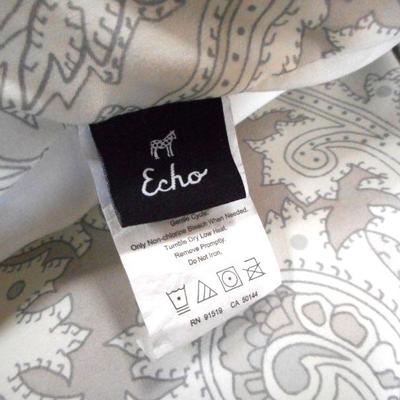 Echo
Gentle Cycle.
Only Non-chlorine Bleach When Needed.
Tumble Dry Low Heat.
Remove Promptly.
Do Not Iron.
RN 91519 CA 50144